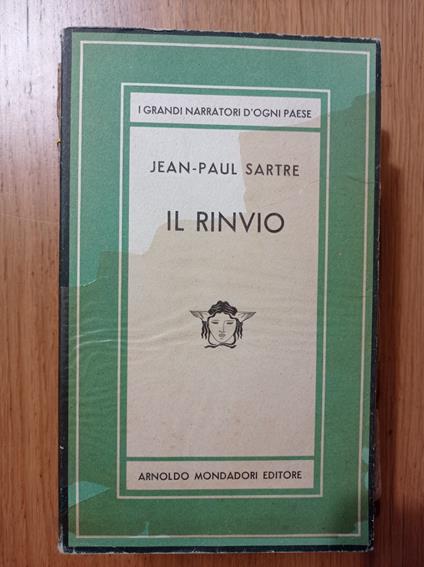 I GRANDI NARRATORI D'OGNI PAESE
JEAN-PAUL SARTRE
IL RINVIO
ARNOLDO MONDADORI EDITORE